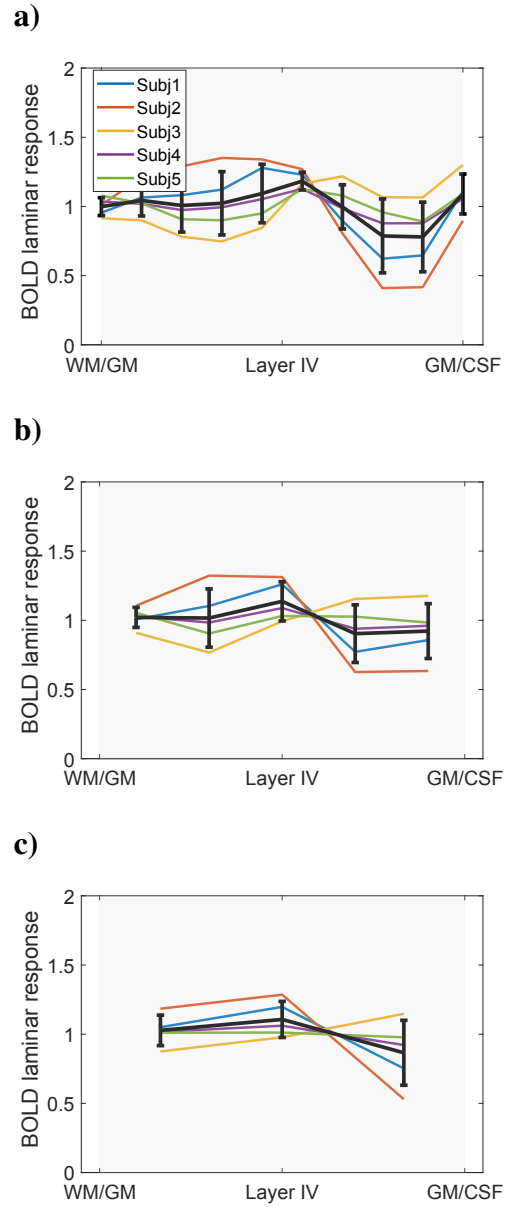 a)
2
Subj1
Subj2
Subj3
Subj4
Subj5
1.5
1
0.5
0
BOLD laminar response
WM/GM Layer IV GM/CSF
b)
2
1.5
1
0.5
0
BOLD laminar response
WM/GM Layer IV GM/CSF
c)
2
1.5
1
0.5
0
BOLD laminar response
WM/GM Layer IV GM/CSF